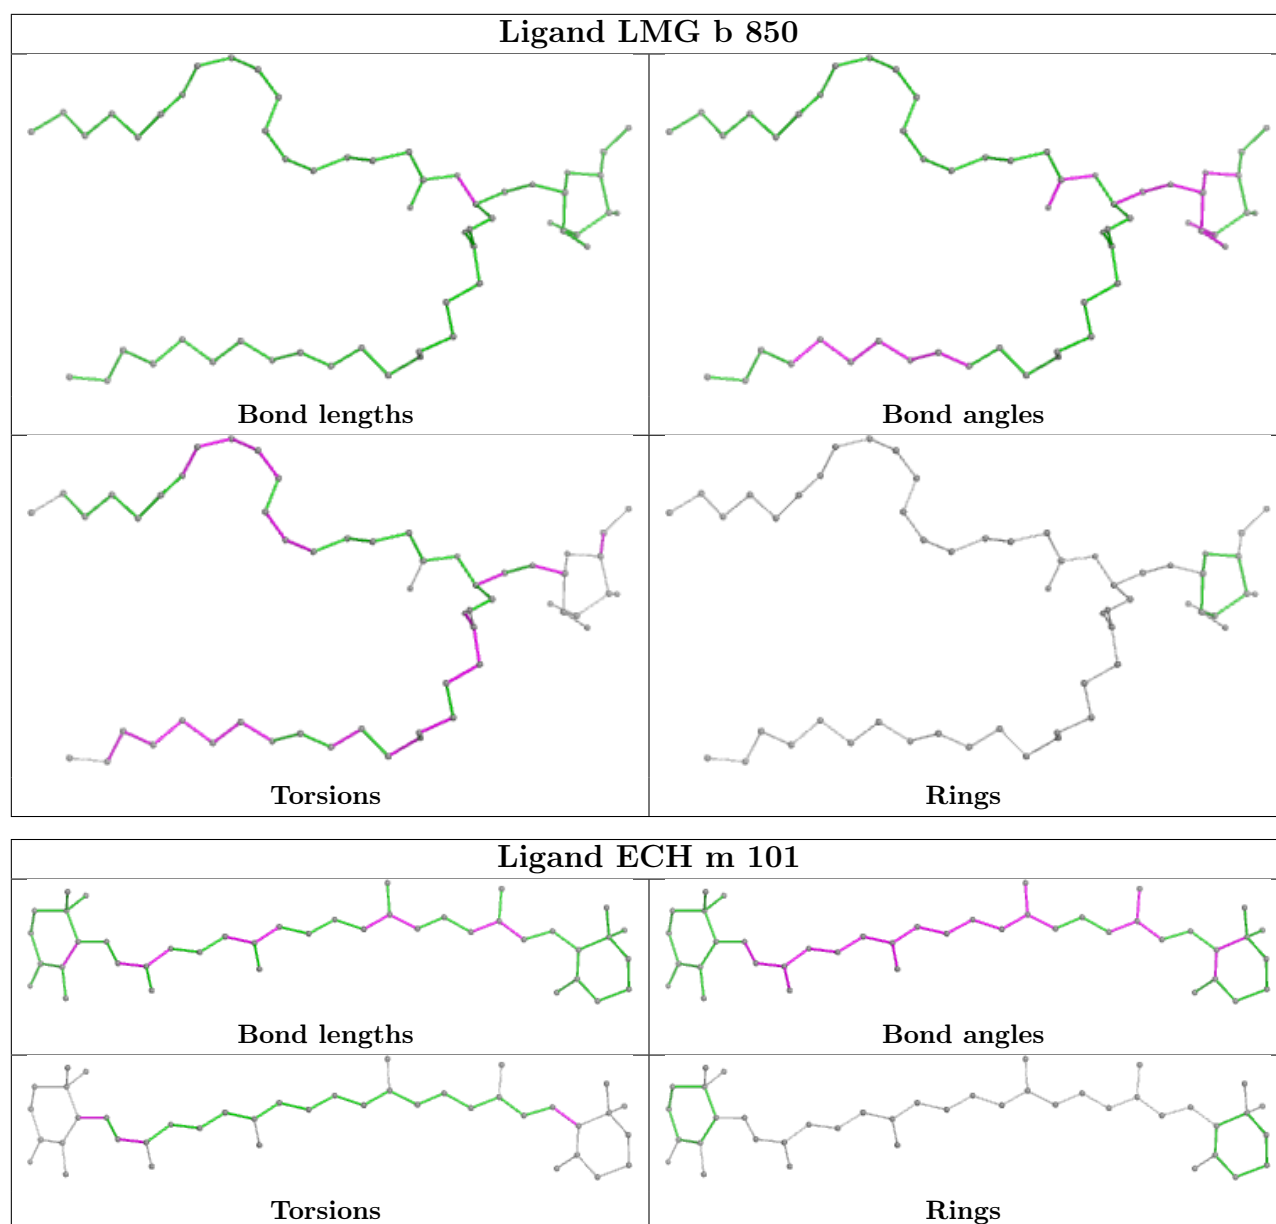 Ligand LMG b 850
Bond lengths
Bond angles
Torsions
Rings
Ligand ECH m 101
Bond lengths
Bond angles
Torsions
Rings